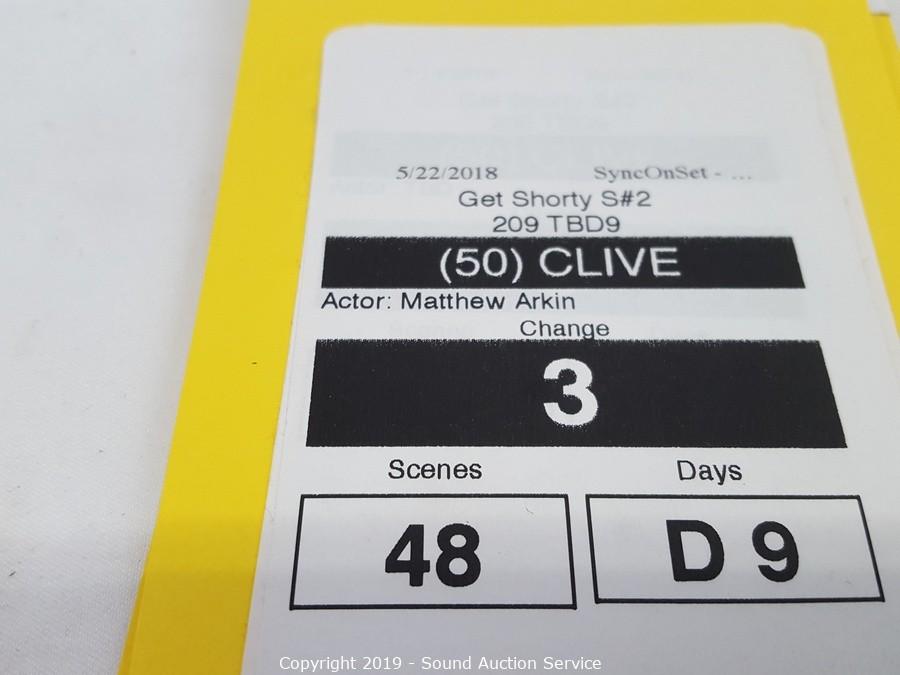 5/22/2018 SyncOnSet - ...
Get Shorty S#2
209 TBD9
(50) CLIVE
Actor: Matthew Arkin
Change
3
Scenes Days
48 D 9
Copyright 2019 - Sound Auction Service